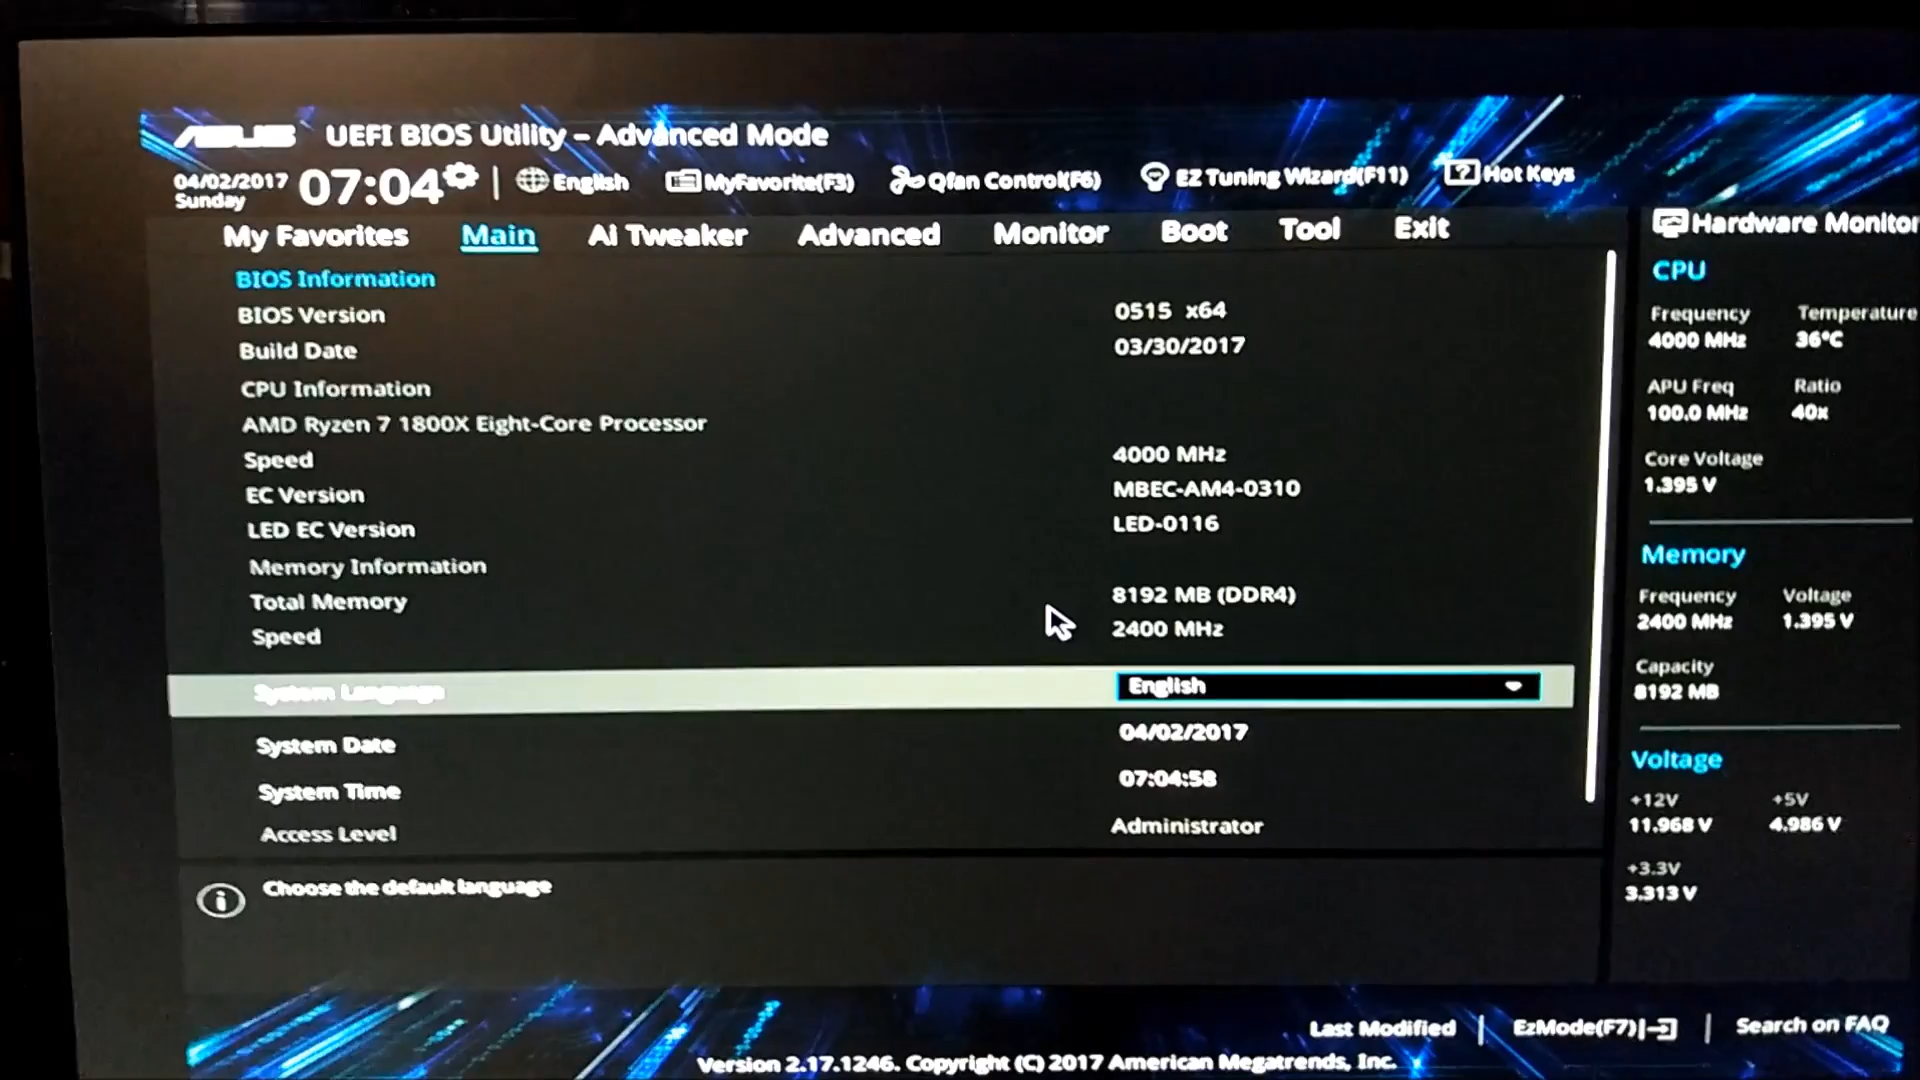 ASUS UEFI BIOS Utility – Advanced Mode
04/02/2017 Sunday 07:04 English MyFavorite(F3) Qfan Control(F6) EZ Tuning Wizard(F11) Hot Keys
My Favorites Main Ai Tweaker Advanced Monitor Boot Tool Exit
BIOS Information
BIOS Version 0515 x64
Build Date 03/30/2017
CPU Information
AMD Ryzen 7 1800X Eight-Core Processor
Speed 4000 MHz
EC Version MBEC-AM4-0310
LED EC Version LED-0116
Memory Information
Total Memory 8192 MB (DDR4)
Speed 2400 MHz
System Language English
System Date 04/02/2017
System Time 07:04:58
Access Level Administrator
Choose the default language
Hardware Monitor
CPU
Frequency Temperature
4000 MHz 36°C
APU Freq Ratio
100.0 MHz 40x
Core Voltage
1.395 V
Memory
Frequency Voltage
2400 MHz 1.395 V
Capacity
8192 MB
Voltage
+12V +5V
11.968 V 4.986 V
+3.3V
3.313 V
Last Modified EzMode(F7) Search on FAQ
Version 2.17.1246. Copyright (C) 2017 American Megatrends, Inc.